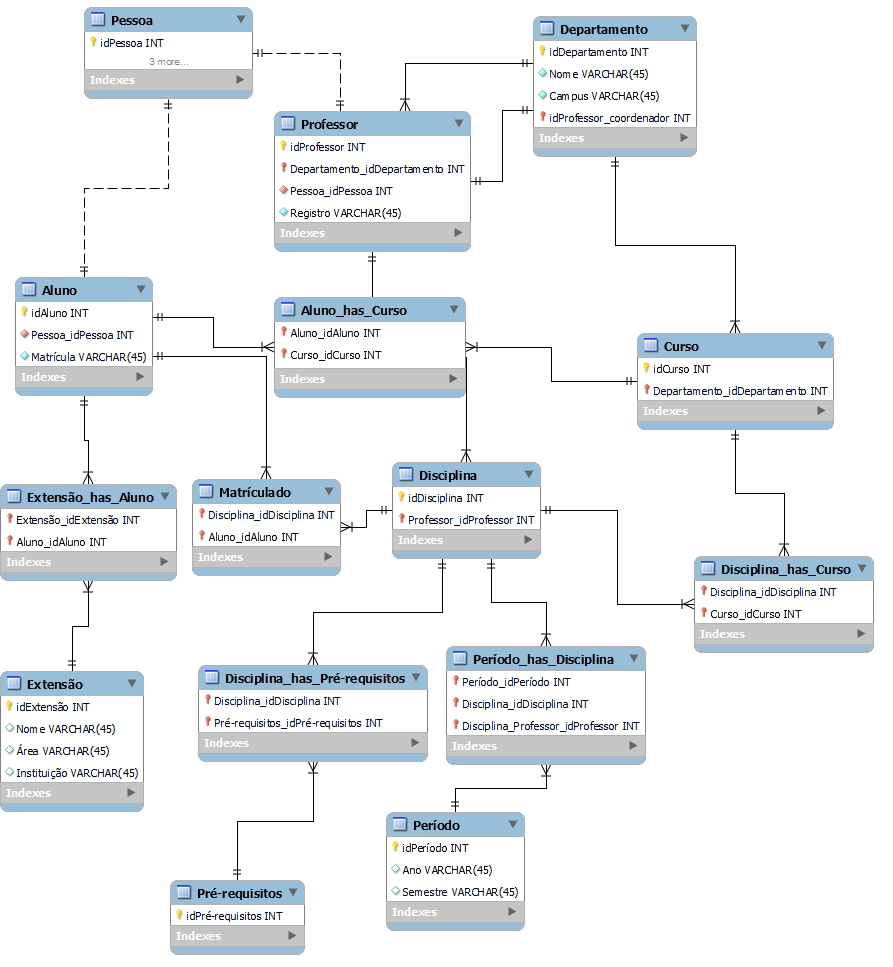 Pessoa
idPessoa INT
3 more...
Indexes
Departamento
idDepartamento INT
Nome VARCHAR(45)
Campus VARCHAR(45)
idProfessor_coordenador INT
Indexes
Professor
idProfessor INT
Departamento_idDepartamento INT
Pessoa_idPessoa INT
Registro VARCHAR(45)
Indexes
Aluno
idAluno INT
Pessoa_idPessoa INT
Matrícula VARCHAR(45)
Indexes
Aluno_has_Curso
Aluno_idAluno INT
Curso_idCurso INT
Indexes
Curso
idCurso INT
Departamento_idDepartamento INT
Indexes
Extensão_has_Aluno
Extensão_idExtensão INT
Aluno_idAluno INT
Indexes
Matrículado
Disciplina_idDisciplina INT
Aluno_idAluno INT
Indexes
Disciplina
idDisciplina INT
Professor_idProfessor INT
Indexes
Disciplina_has_Curso
Disciplina_idDisciplina INT
Curso_idCurso INT
Indexes
Extensão
idExtensão INT
Nome VARCHAR(45)
Área VARCHAR(45)
Instituição VARCHAR(45)
Indexes
Disciplina_has_Pré-requisitos
Disciplina_idDisciplina INT
Pré-requisitos_idPré-requisitos INT
Indexes
Período_has_Disciplina
Período_idPeríodo INT
Disciplina_idDisciplina INT
Disciplina_Professor_idProfessor INT
Indexes
Período
idPeríodo INT
Ano VARCHAR(45)
Semestre VARCHAR(45)
Indexes
Pré-requisitos
idPré-requisitos INT
Indexes